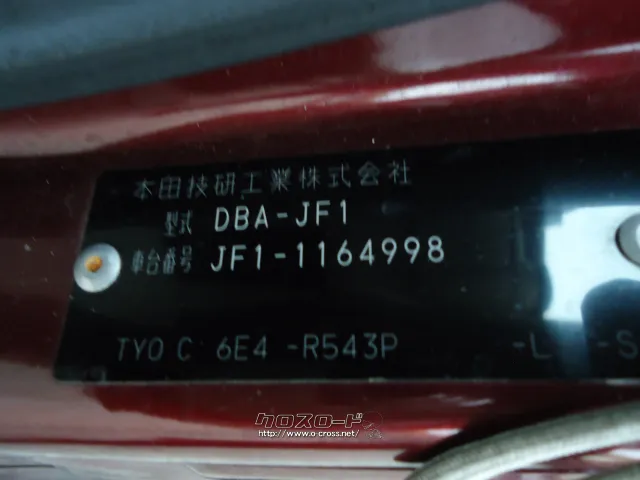 本田技研工業株式会社
型式 DBA-JF1
車台番号 JF1-1164998
TYO C 6E4 -R543P -L -S
クロスロード
http://www.o-cross.net/